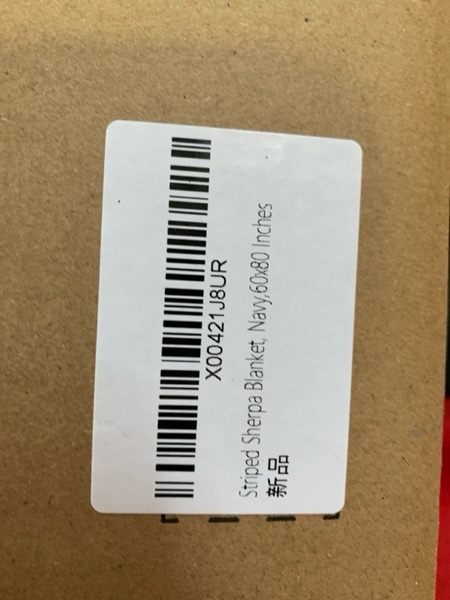 X00421J8UR
Striped Sherpa Blanket, Navy,60x80 Inches
新品